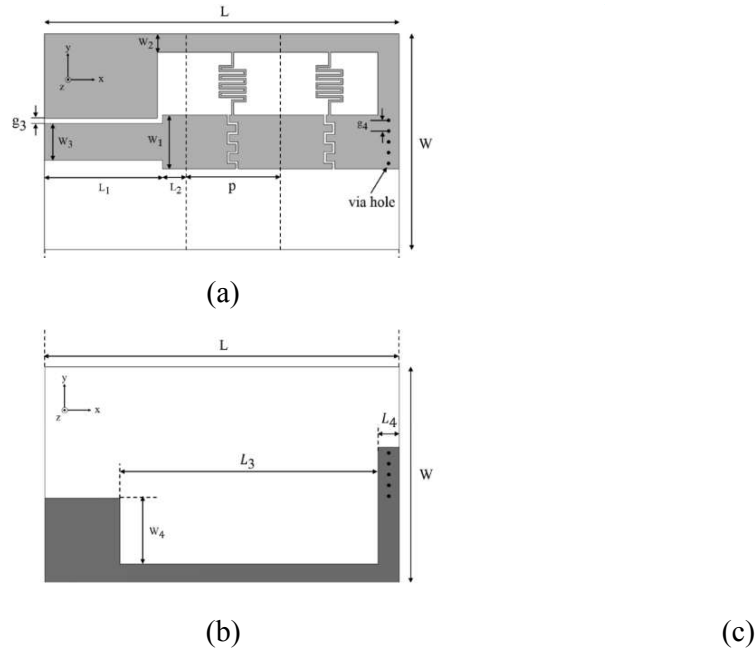 L
W₂
y
z
x
g₃
W₃
W₁
g₄
W
L₁
L₂
p
via hole
(a)
L
y
z
x
L₄
L₃
W
W₄
(b)
(c)